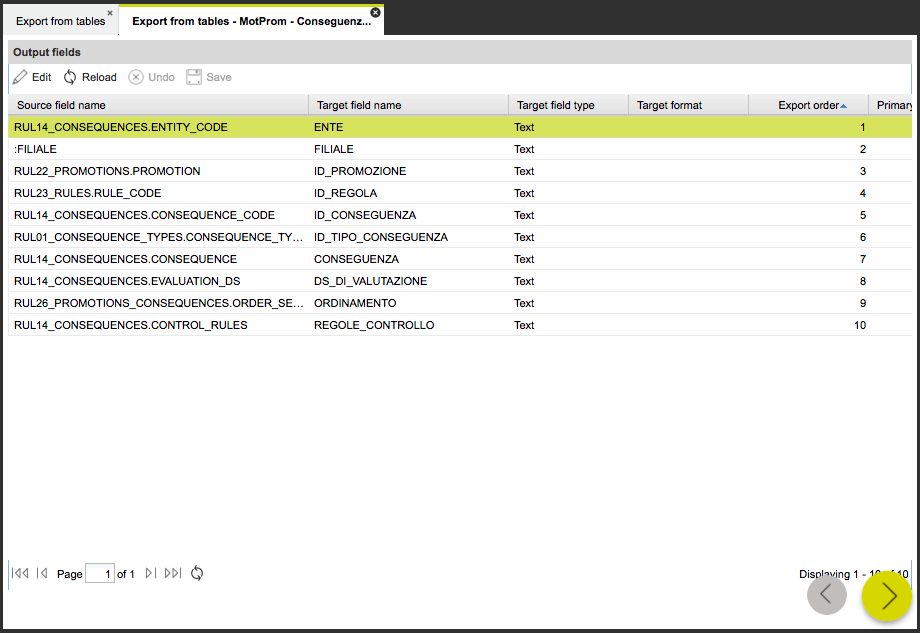 Export from tables
Export from tables - MotProm - Conseguenz...
Output fields
Edit Reload Undo Save
Source field name Target field name Target field type Target format Export order Primary
RUL14_CONSEQUENCES.ENTITY_CODE ENTE Text 1
:FILIALE FILIALE Text 2
RUL22_PROMOTIONS.PROMOTION ID_PROMOZIONE Text 3
RUL23_RULES.RULE_CODE ID_REGOLA Text 4
RUL14_CONSEQUENCES.CONSEQUENCE_CODE ID_CONSEGUENZA Text 5
RUL01_CONSEQUENCE_TYPES.CONSEQUENCE_TY... ID_TIPO_CONSEGUENZA Text 6
RUL14_CONSEQUENCES.CONSEQUENCE CONSEGUENZA Text 7
RUL14_CONSEQUENCES.EVALUATION_DS DS_DI_VALUTAZIONE Text 8
RUL26_PROMOTIONS_CONSEQUENCES.ORDER_SE... ORDINAMENTO Text 9
RUL14_CONSEQUENCES.CONTROL_RULES REGOLE_CONTROLLO Text 10
Page 1 of 1 Displaying 1 - 10 of 10